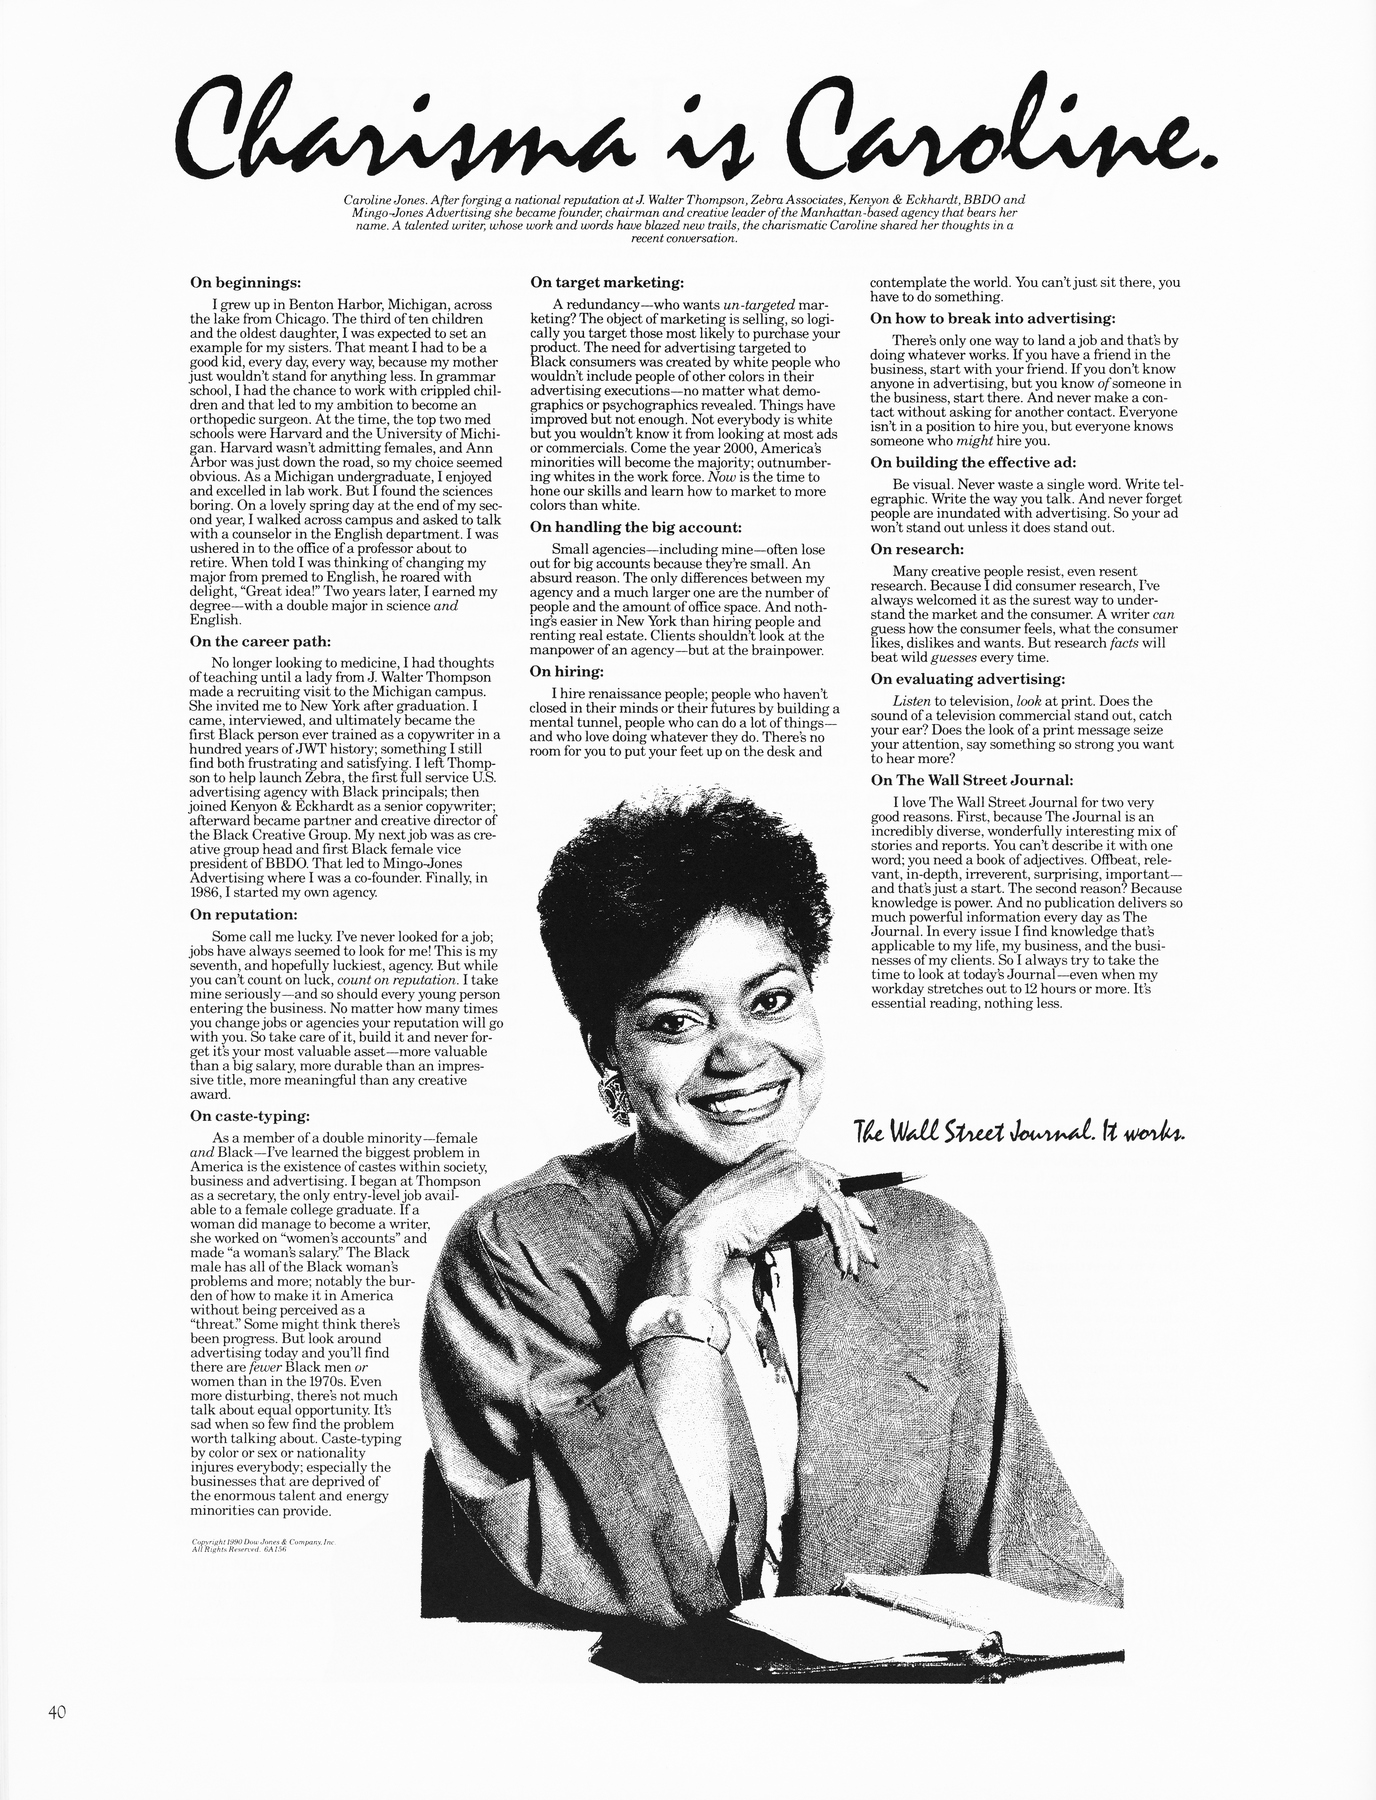 Charisma is Caroline.
Caroline Jones. After forging a national reputation at J. Walter Thompson, Zebra Associates, Kenyon & Eckhardt, BBDO and
Mingo-Jones Advertising she became founder, chairman and creative leader of the Manhattan-based agency that bears her
name. A talented writer, whose work and words have blazed new trails, the charismatic Caroline shared her thoughts in a
recent conversation.
On beginnings:
I grew up in Benton Harbor, Michigan, across
the lake from Chicago. The third of ten children
and the oldest daughter, I was expected to set an
example for my sisters. That meant I had to be a
good kid, every day, every way, because my mother
just wouldn't stand for anything less. In grammar
school, I had the chance to work with crippled chil-
dren and that led to my ambition to become an
orthopedic surgeon. At the time, the top two med
schools were Harvard and the University of Michi-
gan. Harvard wasn't admitting females, and Ann
Arbor was just down the road, so my choice seemed
obvious. As a Michigan undergraduate, I enjoyed
and excelled in lab work. But I found the sciences
boring. On a lovely spring day at the end of my sec-
ond year, I walked across campus and asked to talk
with a counselor in the English department. I was
ushered in to the office of a professor about to
retire. When told I was thinking of changing my
major from premed to English, he roared with
delight, "Great idea!" Two years later, I earned my
degree—with a double major in science and
English.
On the career path:
No longer looking to medicine, I had thoughts
of teaching until a lady from J. Walter Thompson
made a recruiting visit to the Michigan campus.
She invited me to New York after graduation. I
came, interviewed, and ultimately became the
first Black person ever trained as a copywriter in a
hundred years of JWT history; something I still
find both frustrating and satisfying. I left Thomp-
son to help launch Zebra, the first full service U.S.
advertising agency with Black principals; then
joined Kenyon & Eckhardt as a senior copywriter;
afterward became partner and creative director of
the Black Creative Group. My next job was as cre-
ative group head and first Black female vice
president of BBDO. That led to Mingo-Jones
Advertising where I was a co-founder. Finally, in
1986, I started my own agency.
On reputation:
Some call me lucky. I've never looked for a job;
jobs have always seemed to look for me! This is my
seventh, and hopefully luckiest, agency. But while
you can't count on luck, count on reputation. I take
mine seriously—and so should every young person
entering the business. No matter how many times
you change jobs or agencies your reputation will go
with you. So take care of it, build it and never for-
get it's your most valuable asset—more valuable
than a big salary, more durable than an impres-
sive title, more meaningful than any creative
award.
On caste-typing:
As a member of a double minority—female
and Black—I've learned the biggest problem in
America is the existence of castes within society,
business and advertising. I began at Thompson
as a secretary, the only entry-level job avail-
able to a female college graduate. If a
woman did manage to become a writer,
she worked on "women's accounts" and
made "a woman's salary." The Black
male has all of the Black woman's
problems and more; notably the bur-
den of how to make it in America
without being perceived as a
"threat." Some might think there's
been progress. But look around
advertising today and you'll find
there are fewer Black men or
women than in the 1970s. Even
more disturbing, there's not much
talk about equal opportunity. It's
sad when so few find the problem
worth talking about. Caste-typing
by color or sex or nationality
injures everybody; especially the
businesses that are deprived of
the enormous talent and energy
minorities can provide.
Copyright 1990 Dow Jones & Company, Inc.
All Rights Reserved. 6A156
On target marketing:
A redundancy—who wants un-targeted mar-
keting? The object of marketing is selling, so logi-
cally you target those most likely to purchase your
product. The need for advertising targeted to
Black consumers was created by white people who
wouldn't include people of other colors in their
advertising executions—no matter what demo-
graphics or psychographics revealed. Things have
improved but not enough. Not everybody is white
but you wouldn't know it from looking at most ads
or commercials. Come the year 2000, America's
minorities will become the majority; outnumber-
ing whites in the work force. Now is the time to
hone our skills and learn how to market to more
colors than white.
On handling the big account:
Small agencies—including mine—often lose
out for big accounts because they're small. An
absurd reason. The only differences between my
agency and a much larger one are the number of
people and the amount of office space. And noth-
ing's easier in New York than hiring people and
renting real estate. Clients shouldn't look at the
manpower of an agency—but at the brainpower.
On hiring:
I hire renaissance people; people who haven't
closed in their minds or their futures by building a
mental tunnel, people who can do a lot of things—
and who love doing whatever they do. There's no
room for you to put your feet up on the desk and
contemplate the world. You can't just sit there, you
have to do something.
On how to break into advertising:
There's only one way to land a job and that's by
doing whatever works. If you have a friend in the
business, start with your friend. If you don't know
anyone in advertising, but you know of someone in
the business, start there. And never make a con-
tact without asking for another contact. Everyone
isn't in a position to hire you, but everyone knows
someone who might hire you.
On building the effective ad:
Be visual. Never waste a single word. Write tel-
egraphic. Write the way you talk. And never forget
people are inundated with advertising. So your ad
won't stand out unless it does stand out.
On research:
Many creative people resist, even resent
research. Because I did consumer research, I've
always welcomed it as the surest way to under-
stand the market and the consumer. A writer can
guess how the consumer feels, what the consumer
likes, dislikes and wants. But research facts will
beat wild guesses every time.
On evaluating advertising:
Listen to television, look at print. Does the
sound of a television commercial stand out, catch
your ear? Does the look of a print message seize
your attention, say something so strong you want
to hear more?
On The Wall Street Journal:
I love The Wall Street Journal for two very
good reasons. First, because The Journal is an
incredibly diverse, wonderfully interesting mix of
stories and reports. You can't describe it with one
word; you need a book of adjectives. Offbeat, rele-
vant, in-depth, irreverent, surprising, important—
and that's just a start. The second reason? Because
knowledge is power. And no publication delivers so
much powerful information every day as The
Journal. In every issue I find knowledge that's
applicable to my life, my business, and the busi-
nesses of my clients. So I always try to take the
time to look at today's Journal—even when my
workday stretches out to 12 hours or more. It's
essential reading, nothing less.
The Wall Street Journal. It works.
40